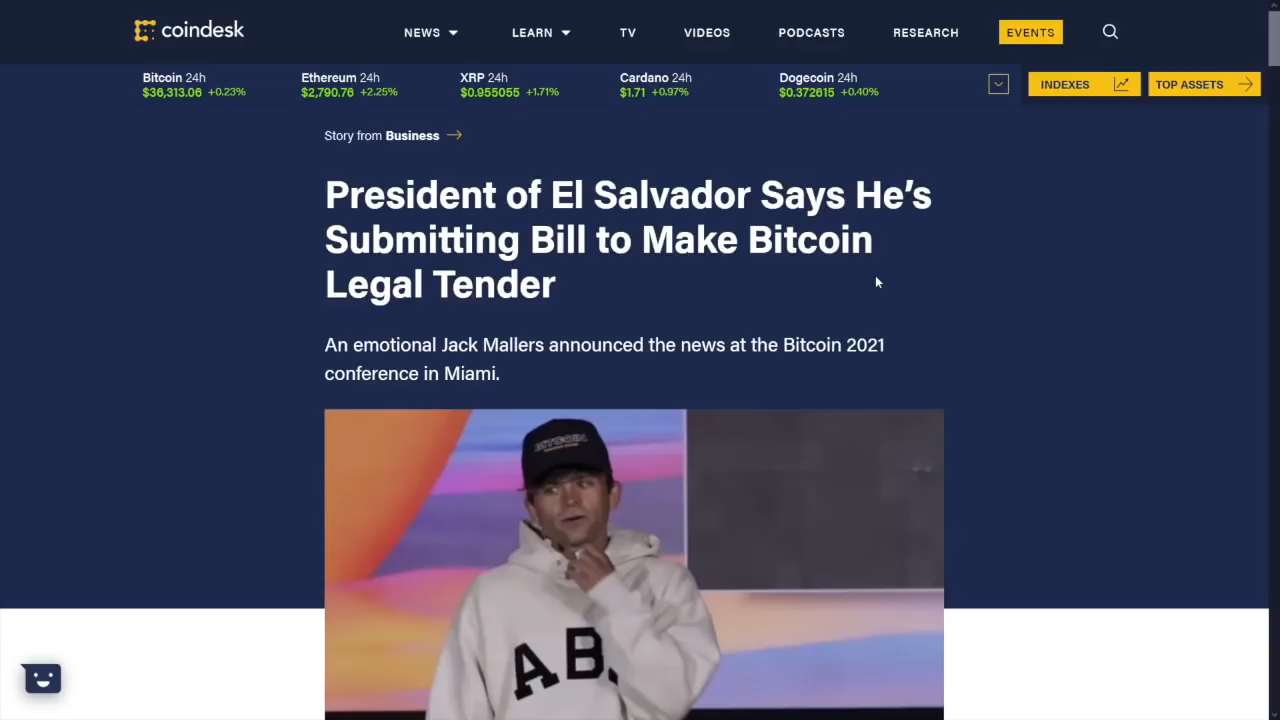 coindesk
NEWS LEARN TV VIDEOS PODCASTS RESEARCH EVENTS
Bitcoin 24h Ethereum 24h XRP 24h Cardano 24h Dogecoin 24h
$36,313.06 +0.23% $2,790.76 +2.25% $0.955055 +1.71% $1.71 +0.97% $0.372615 +0.40%
INDEXES TOP ASSETS
Story from Business
President of El Salvador Says He’s
Submitting Bill to Make Bitcoin
Legal Tender
An emotional Jack Mallers announced the news at the Bitcoin 2021
conference in Miami.
BITCOIN
AB.